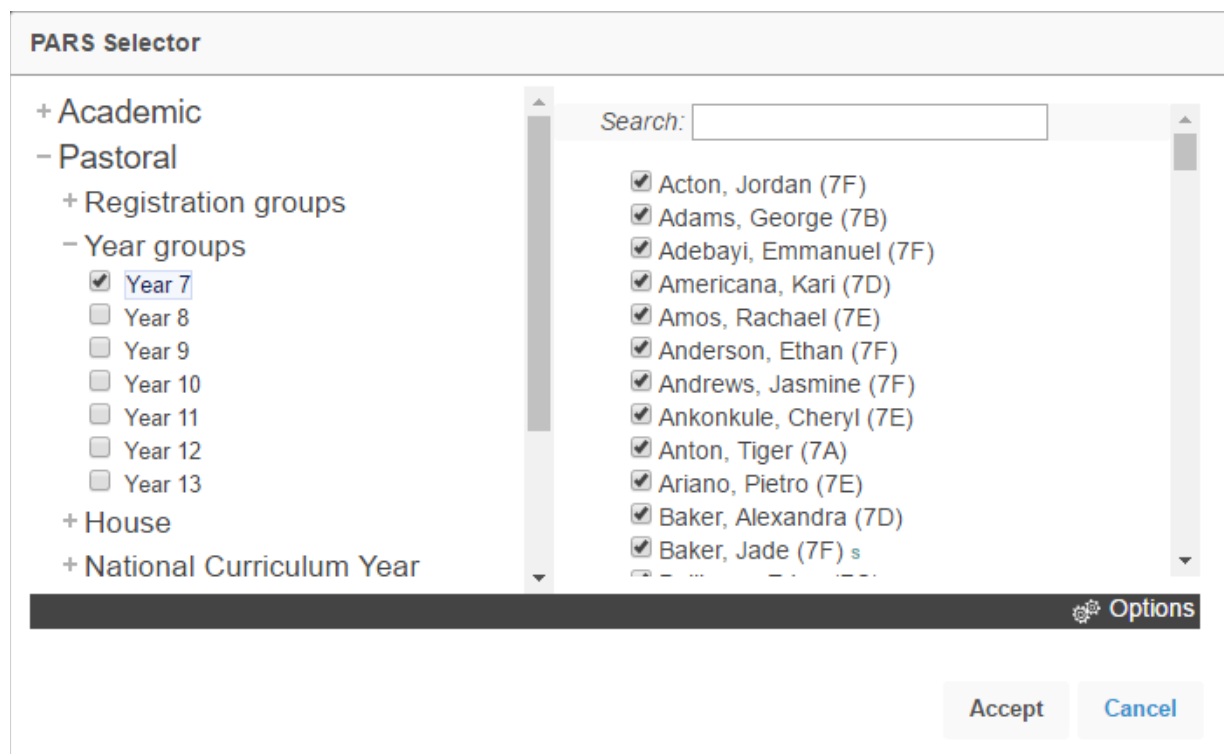 PARS Selector
+ Academic
− Pastoral
+ Registration groups
− Year groups
Year 7
Year 8
Year 9
Year 10
Year 11
Year 12
Year 13
+ House
+ National Curriculum Year
Search:
Acton, Jordan (7F)
Adams, George (7B)
Adebayi, Emmanuel (7F)
Americana, Kari (7D)
Amos, Rachael (7E)
Anderson, Ethan (7F)
Andrews, Jasmine (7F)
Ankonkule, Cheryl (7E)
Anton, Tiger (7A)
Ariano, Pietro (7E)
Baker, Alexandra (7D)
Baker, Jade (7F) s
Options
Accept
Cancel